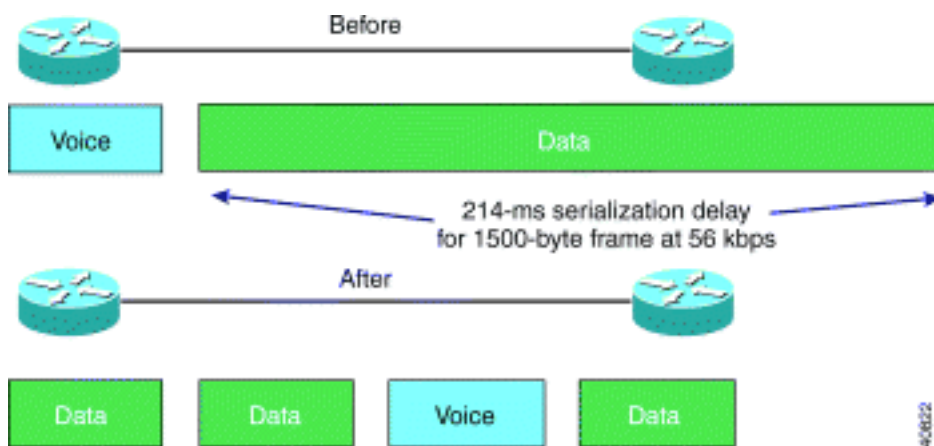 Before
Voice
Data
214-ms serialization delay
for 1500-byte frame at 56 kbps
After
Data
Data
Voice
Data